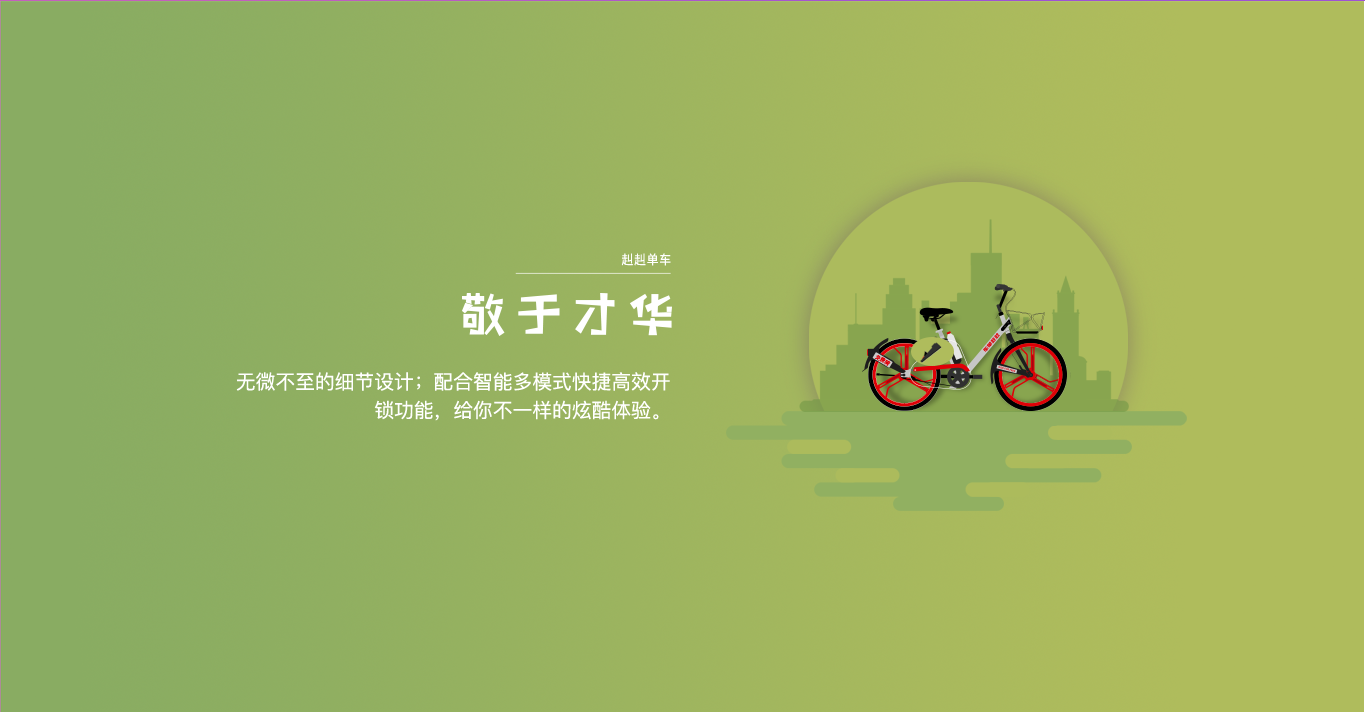 赳赳单车
敬于才华
无微不至的细节设计；配合智能多模式快捷高效开
锁功能，给你不一样的炫酷体验。